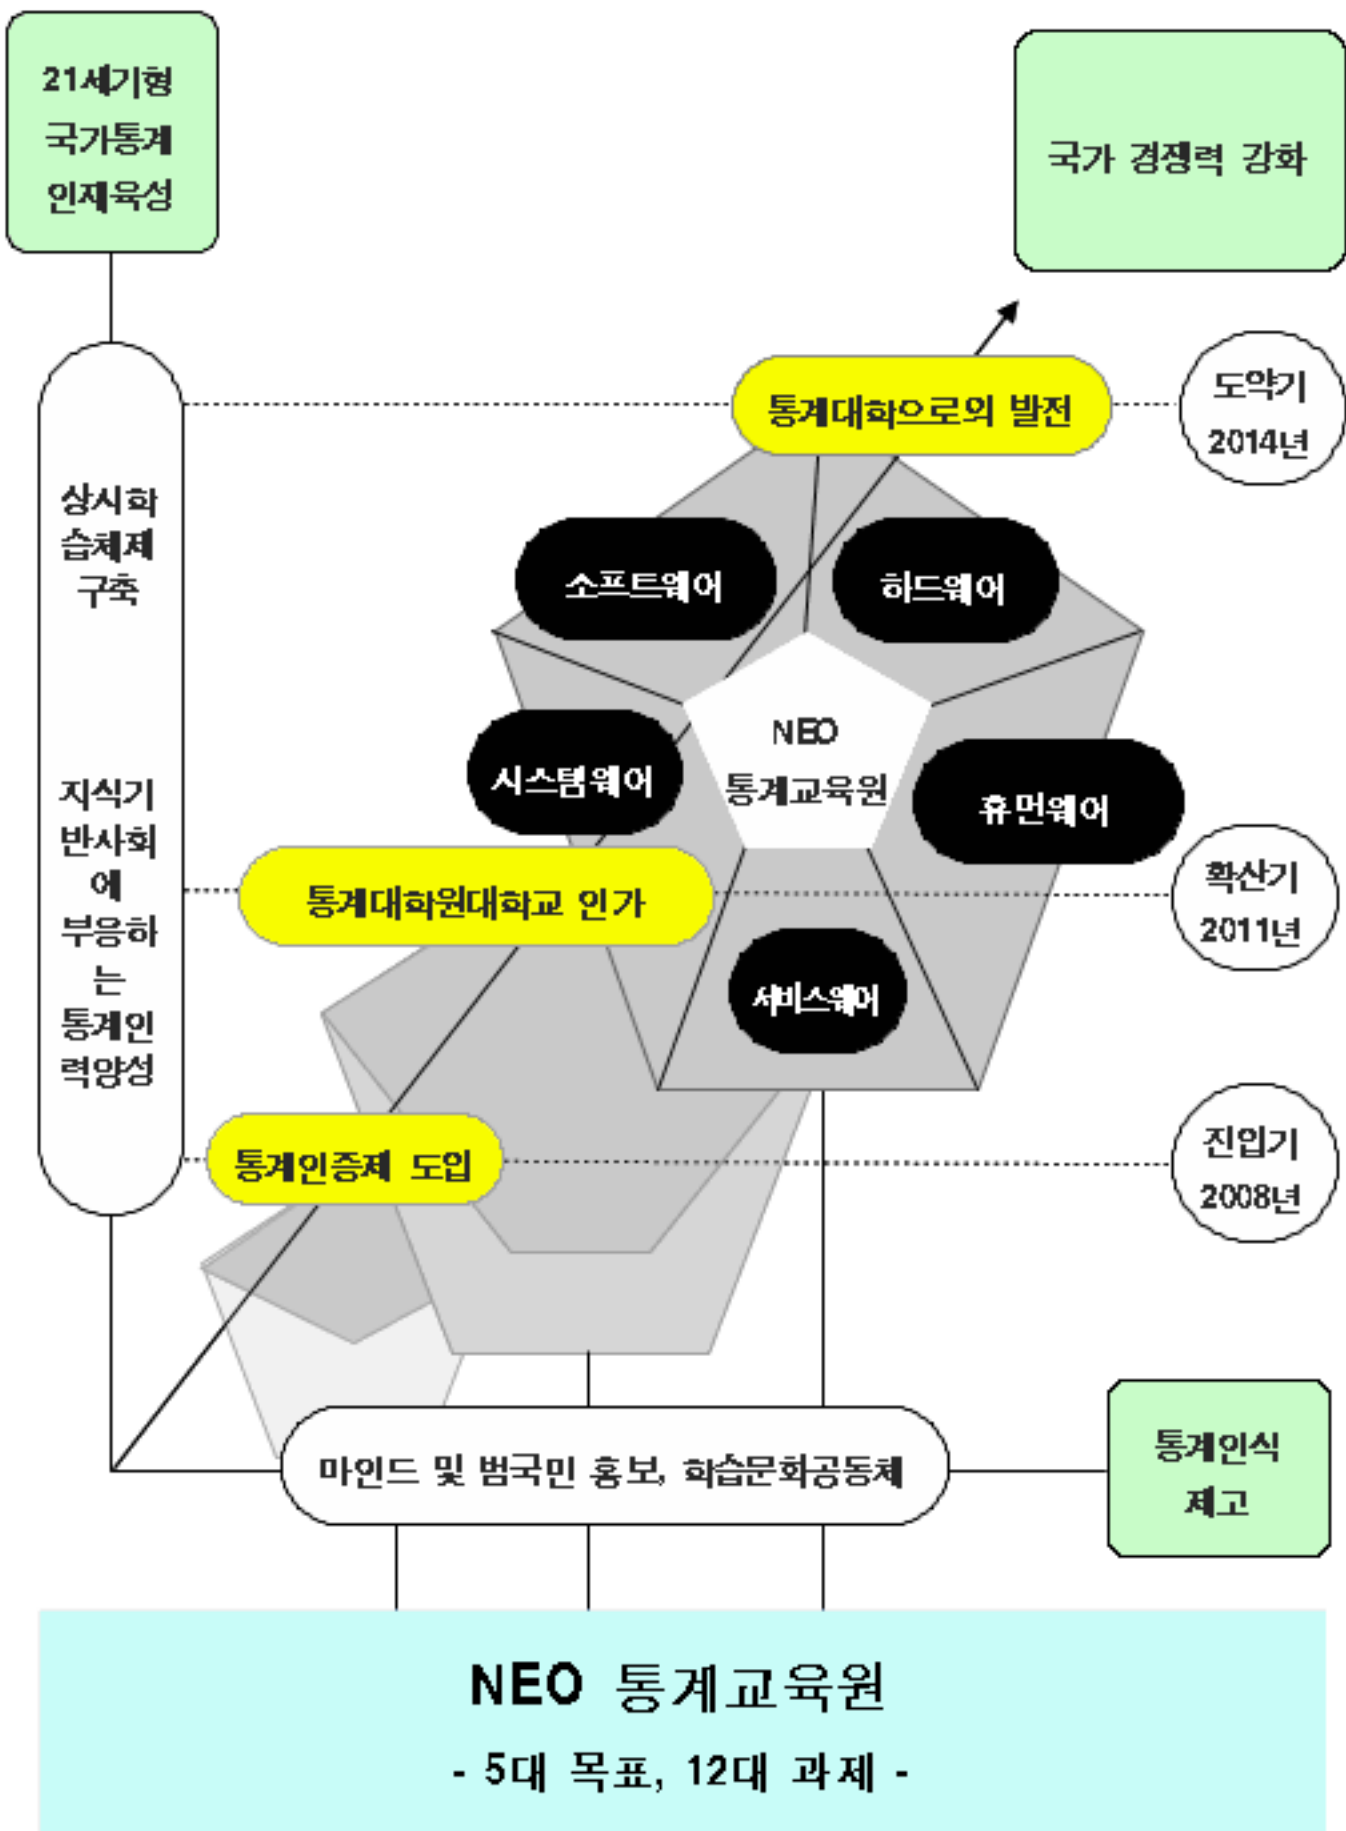 21세기형
국가통계
인재육성
국가 경쟁력 강화
통계대학으로의 발전
도약기
2014년
상시학
습체제
구축
소프트웨어
하드웨어
NEO
통계교육원
시스템웨어
휴먼웨어
지식기
반사회
에
부응하
는
통계인
력양성
통계대학원대학교 인가
확산기
2011년
서비스웨어
통계인증제 도입
진입기
2008년
마인드 및 범국민 홍보, 학습문화공동체
통계인식
제고
NEO 통계교육원
- 5대 목표, 12대 과제 -